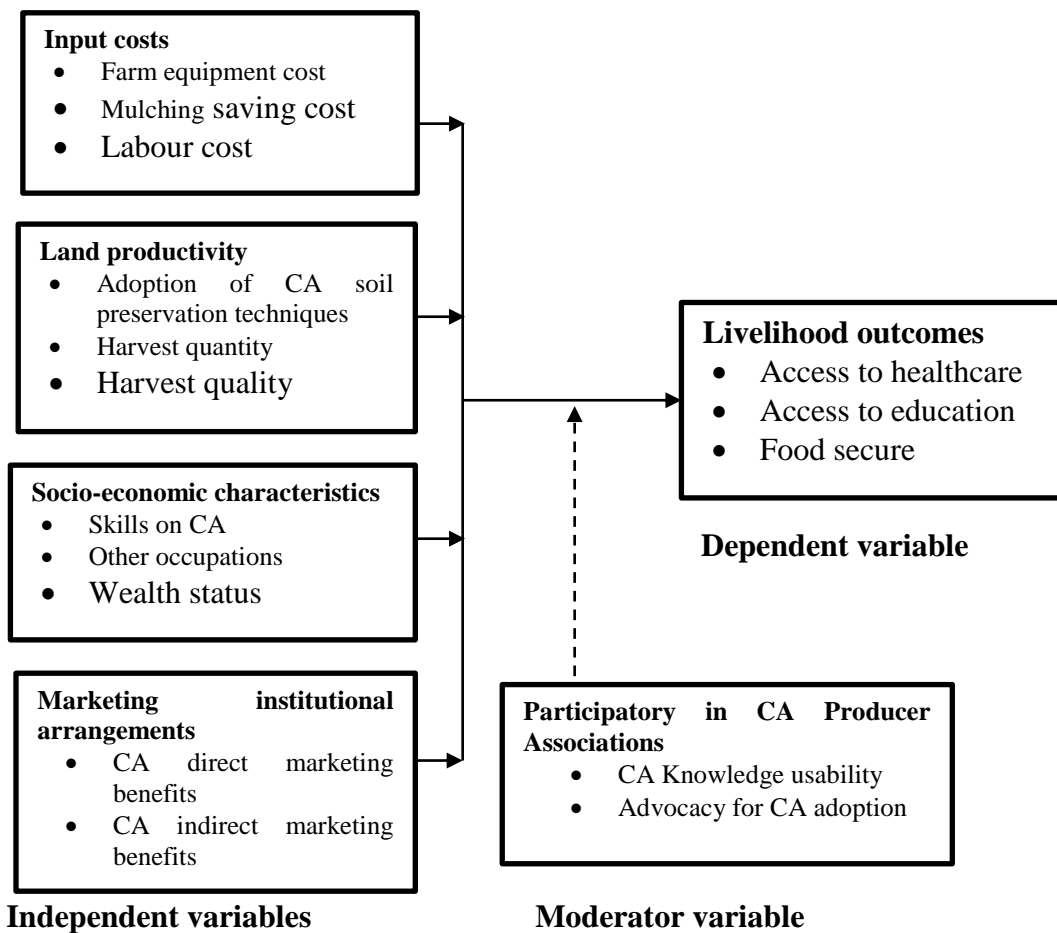 Input costs
• Farm equipment cost
• Mulching saving cost
• Labour cost
Land productivity
• Adoption of CA soil
preservation techniques
• Harvest quantity
• Harvest quality
Socio-economic characteristics
• Skills on CA
• Other occupations
• Wealth status
Marketing institutional
arrangements
• CA direct marketing
benefits
• CA indirect marketing
benefits
Independent variables
Livelihood outcomes
• Access to healthcare
• Access to education
• Food secure
Dependent variable
Participatory in CA Producer
Associations
• CA Knowledge usability
• Advocacy for CA adoption
Moderator variable